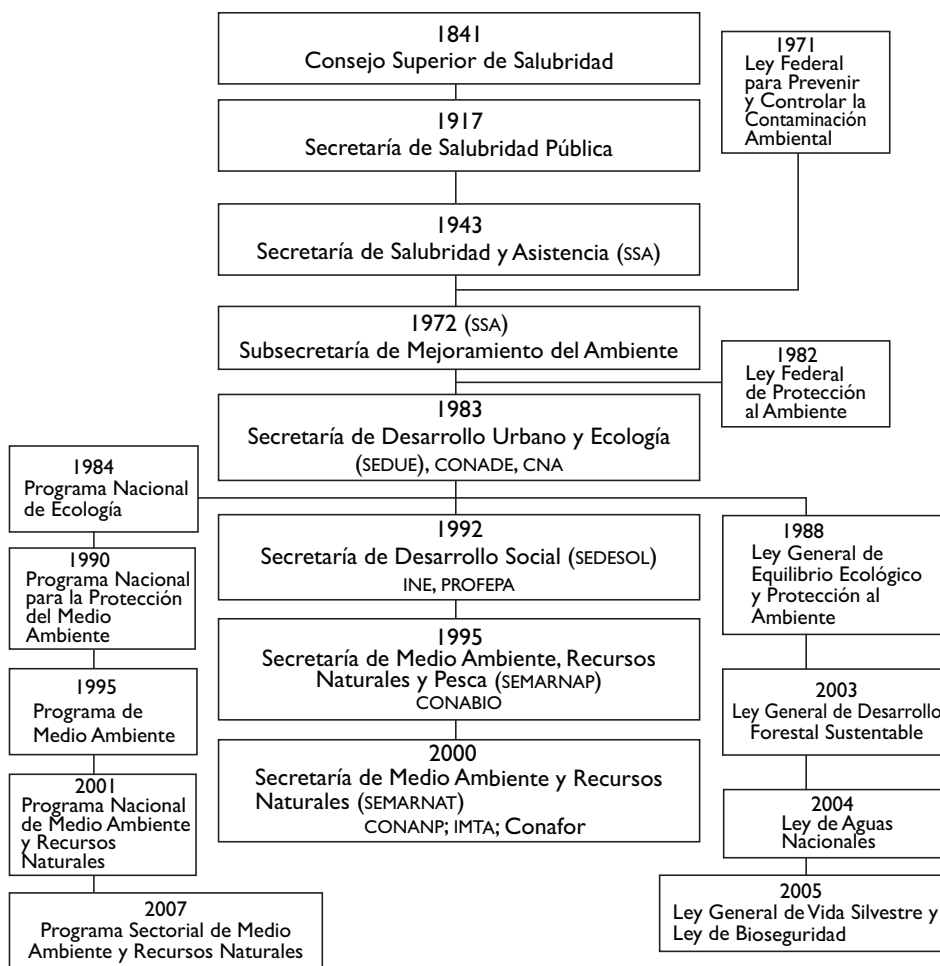 1841
Consejo Superior de Salubridad
1971
Ley Federal
para Prevenir
y Controlar la
Contaminación
Ambiental
1917
Secretaría de Salubridad Pública
1943
Secretaría de Salubridad y Asistencia (SSA)
1972 (SSA)
Subsecretaría de Mejoramiento del Ambiente
1982
Ley Federal
de Protección
al Ambiente
1983
Secretaría de Desarrollo Urbano y Ecología
(SEDUE), CONADE, CNA
1984
Programa Nacional
de Ecología
1990
Programa Nacional
para la Protección
del Medio
Ambiente
1995
Programa de
Medio Ambiente
2001
Programa Nacional
de Medio Ambiente
y Recursos
Naturales
2007
Programa Sectorial de Medio
Ambiente y Recursos Naturales
1992
Secretaría de Desarrollo Social (SEDESOL)
INE, PROFEPA
1995
Secretaría de Medio Ambiente, Recursos
Naturales y Pesca (SEMARNAP)
CONABIO
2000
Secretaría de Medio Ambiente y Recursos
Naturales (SEMARNAT)
CONANP; IMTA; Conafor
1988
Ley General de
Equilibrio Ecológico
y Protección al
Ambiente
2003
Ley General de Desarrollo
Forestal Sustentable
2004
Ley de Aguas
Nacionales
2005
Ley General de Vida Silvestre y
Ley de Bioseguridad